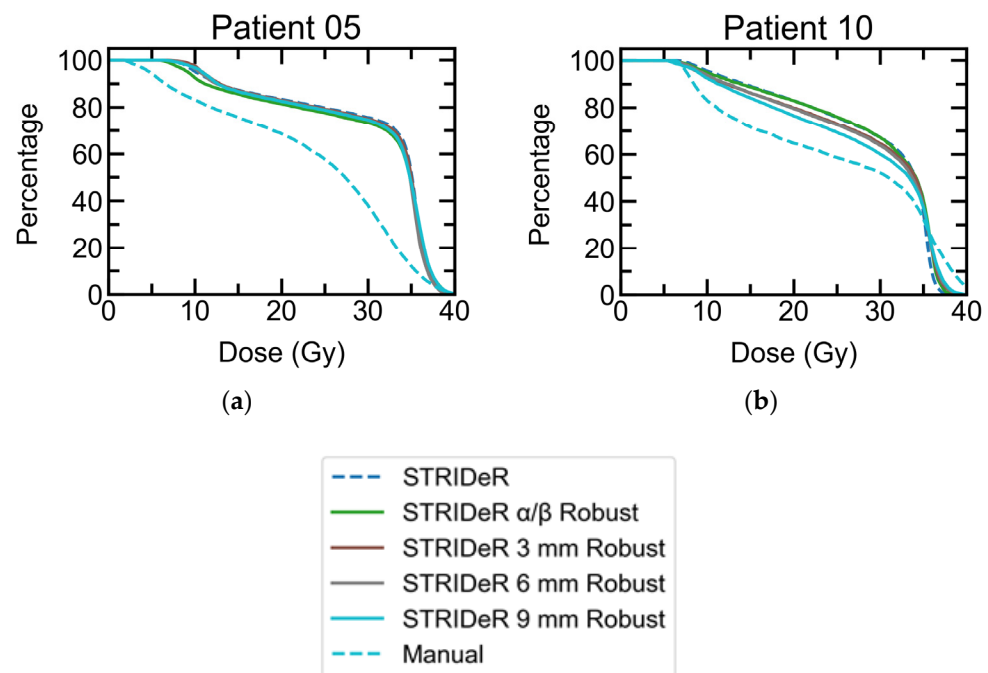 Patient 05
Patient 10
100
80
60
40
20
0
Percentage
0 10 20 30 40
Dose (Gy)
(a)
100
80
60
40
20
0
Percentage
0 10 20 30 40
Dose (Gy)
(b)
STRIDeR
STRIDeR α/β Robust
STRIDeR 3 mm Robust
STRIDeR 6 mm Robust
STRIDeR 9 mm Robust
Manual